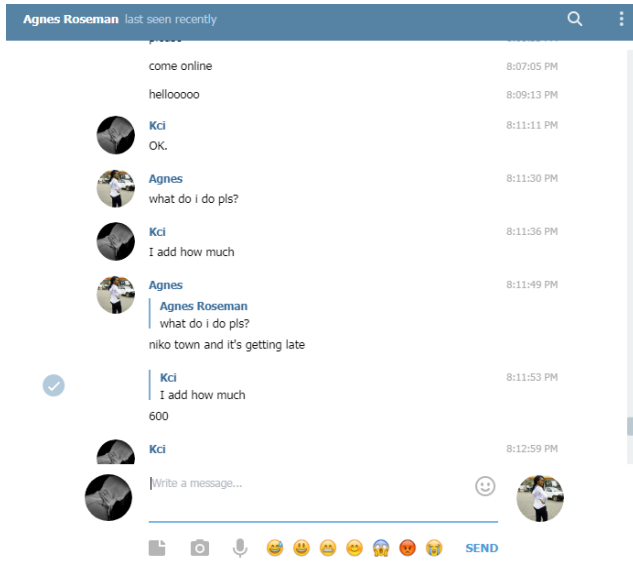 Agnes Roseman last seen recently
please
come online 8:07:05 PM
hellooooo 8:09:13 PM
Kci 8:11:11 PM
OK.
Agnes 8:11:30 PM
what do i do pls?
Kci 8:11:36 PM
I add how much
Agnes 8:11:49 PM
Agnes Roseman
what do i do pls?
niko town and it's getting late
Kci 8:11:53 PM
I add how much
600
Kci 8:12:59 PM
Write a message...
SEND